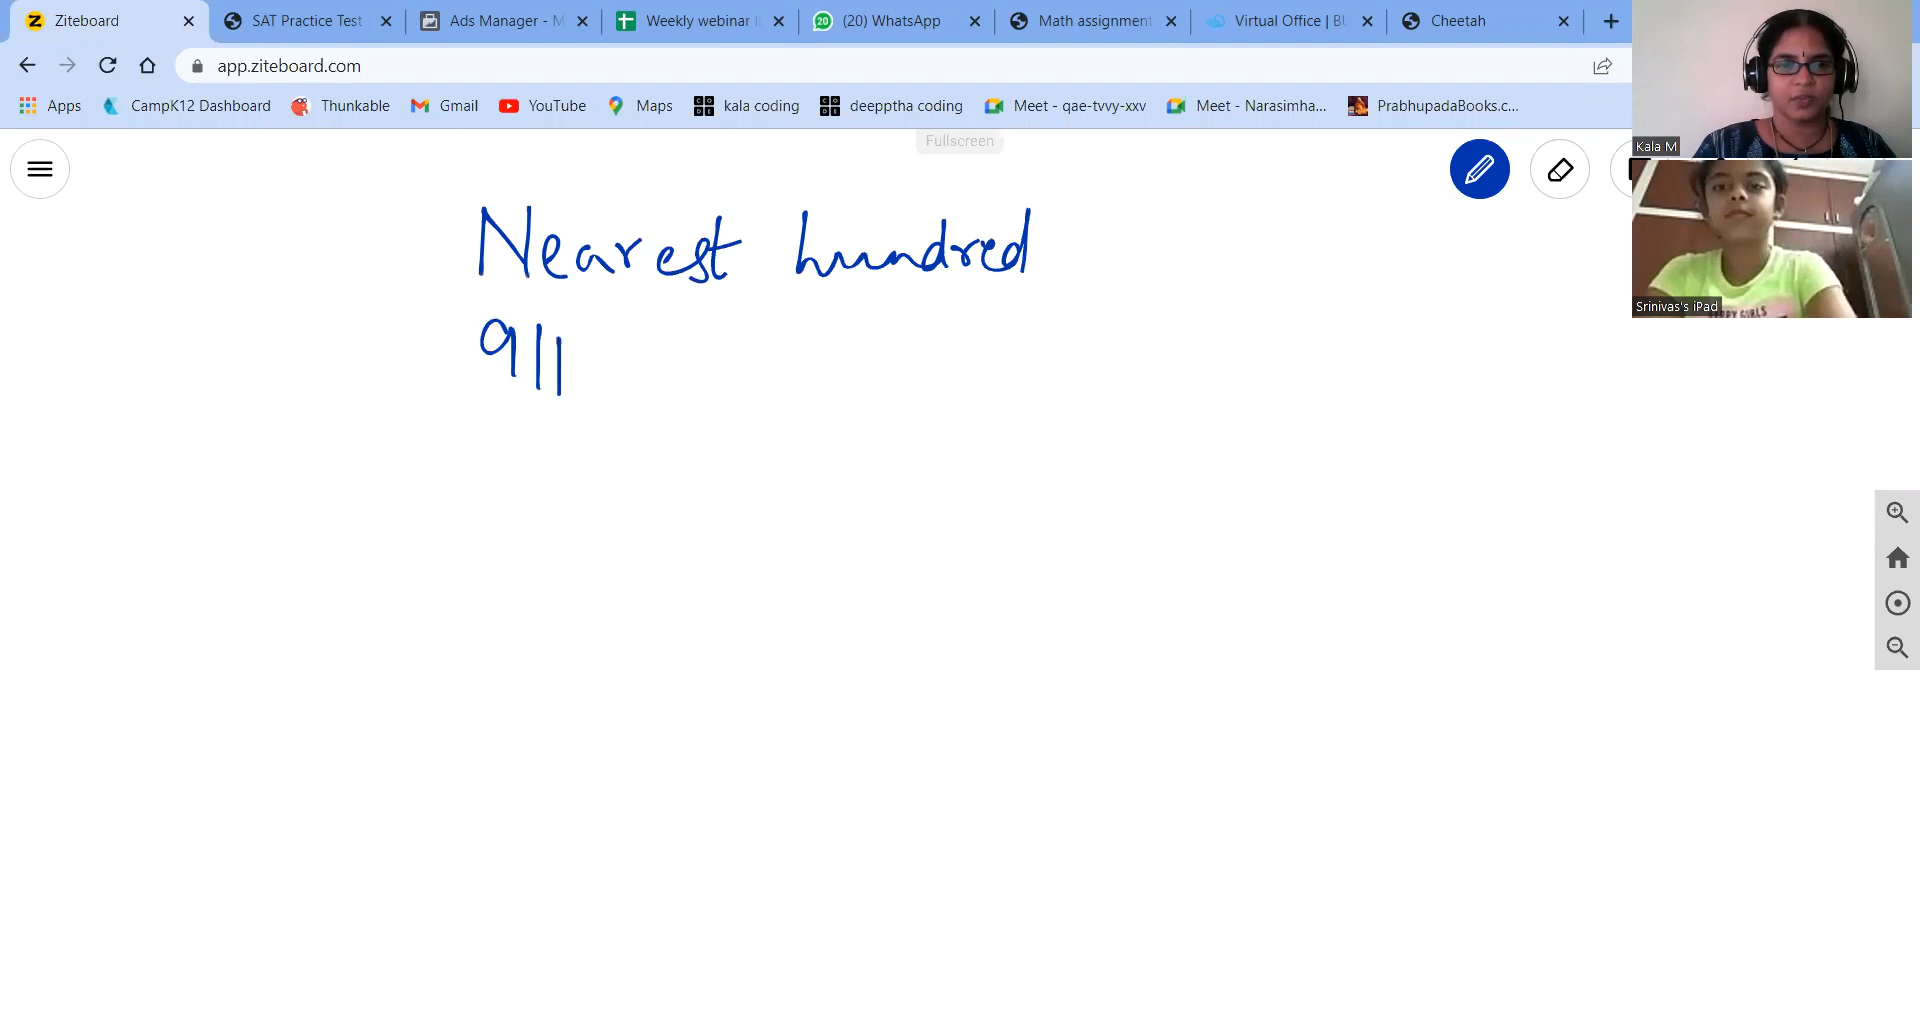 Ziteboard
SAT Practice Test
Ads Manager - M
Weekly webinar
(20) WhatsApp
Math assignment
Virtual Office | BU
Cheetah
app.ziteboard.com
Apps
CampK12 Dashboard
Thunkable
Gmail
YouTube
Maps
kala coding
deepptha coding
Meet - qae-tvvy-xxv
Meet - Narasimha...
PrabhupadaBooks.c...
Fullscreen
Kala M
Nearest hundred
911
Srinivas's iPad
GIRLS